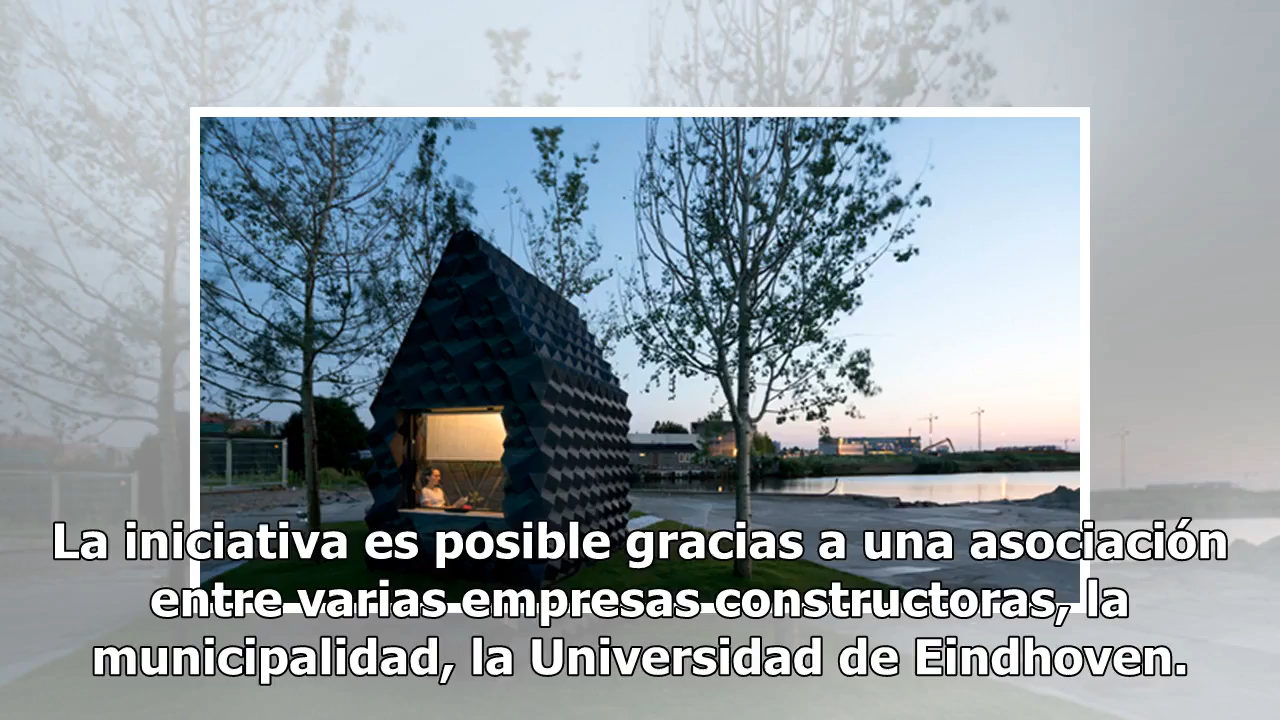 La iniciativa es posible gracias a una asociación
entre varias empresas constructoras, la
municipalidad, la Universidad de Eindhoven.